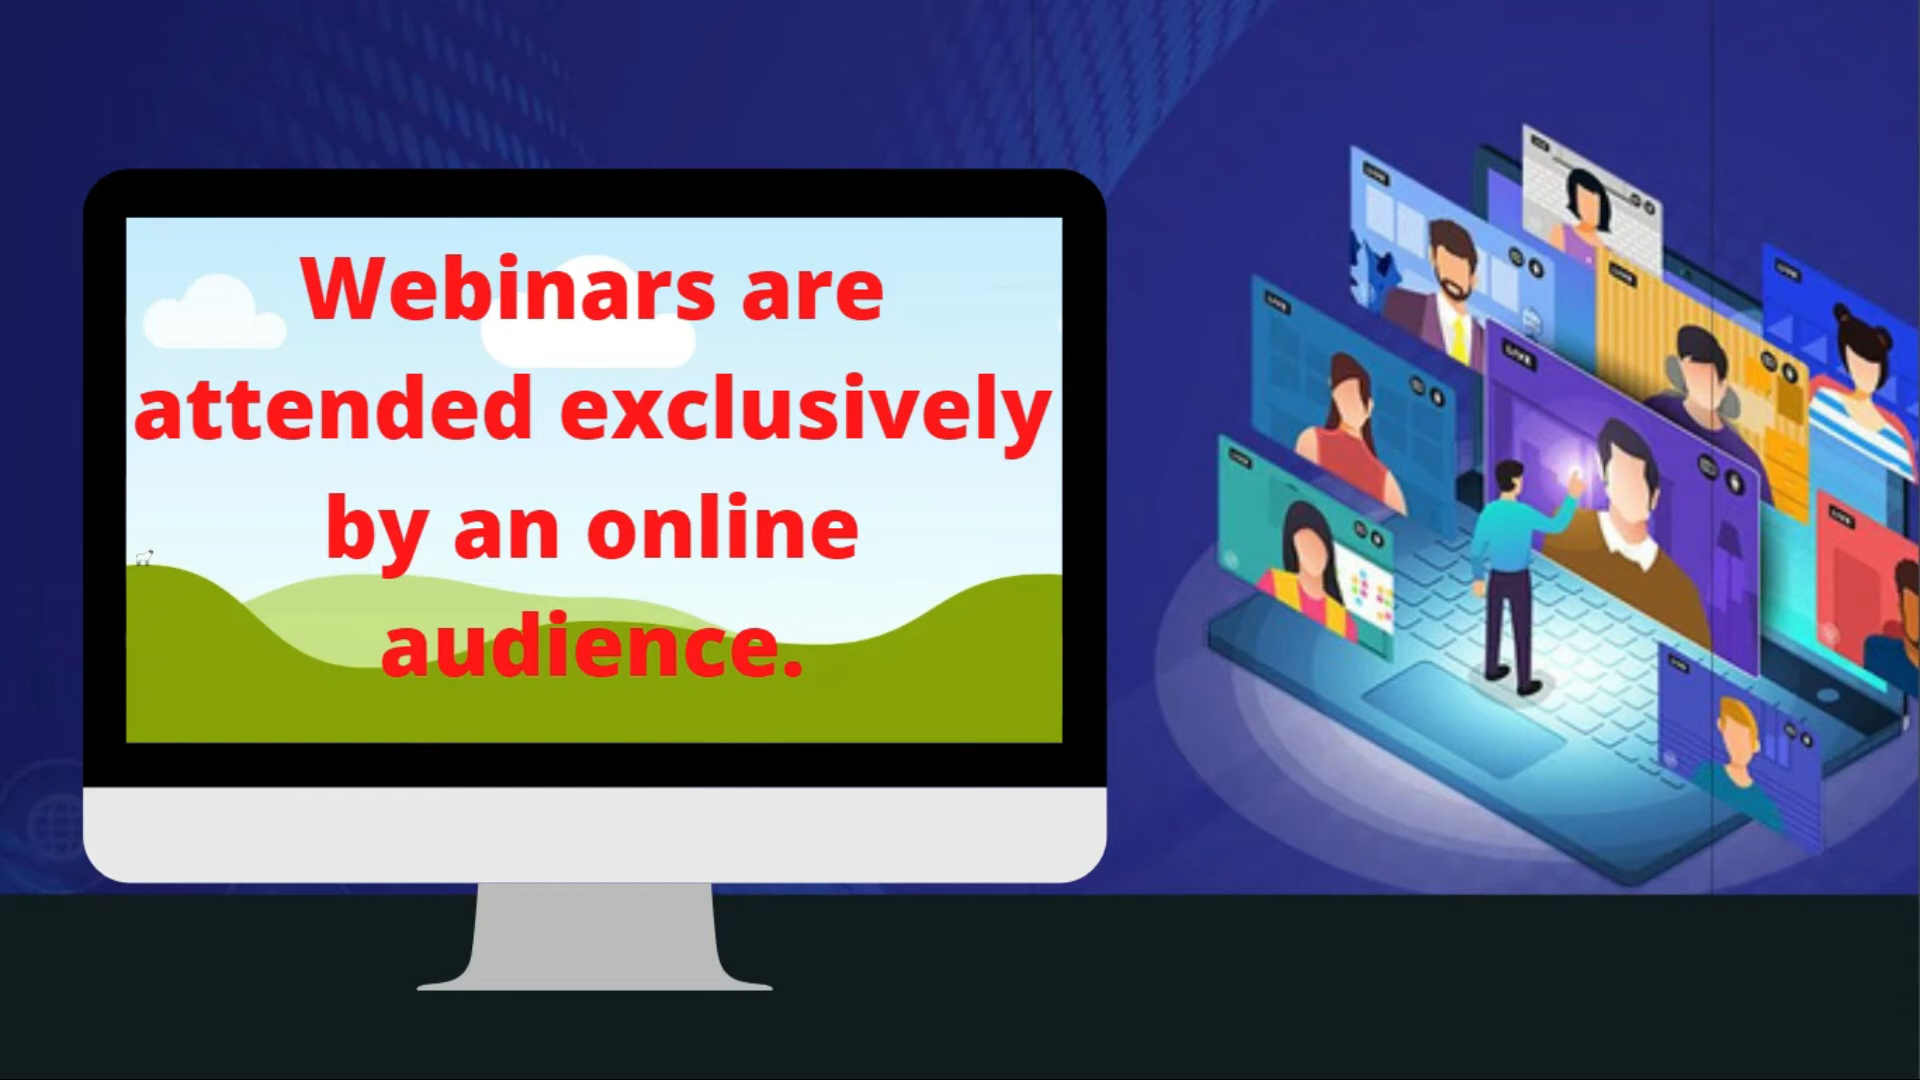 Webinars are
attended exclusively
by an online
audience.